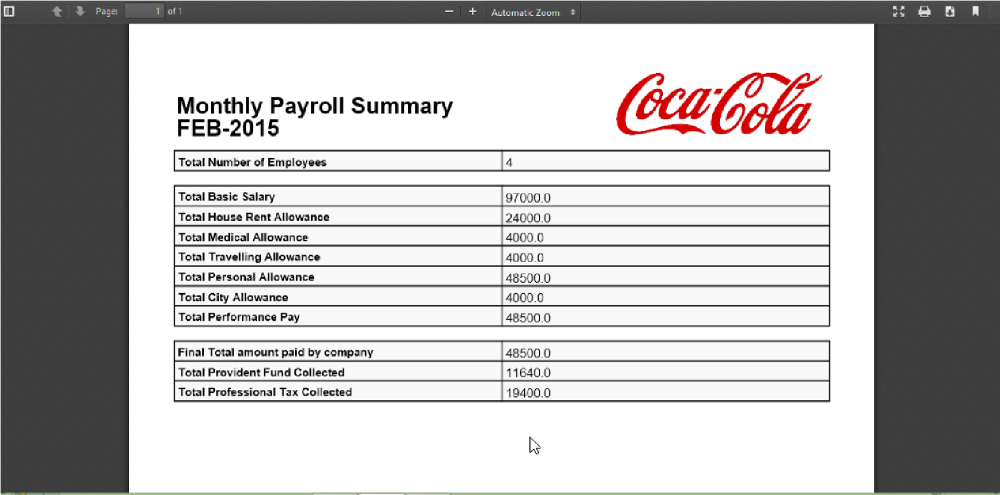 Page: 1 of 1 Automatic Zoom
Coca-Cola
Monthly Payroll Summary
FEB-2015
Total Number of Employees 4
Total Basic Salary 97000.0
Total House Rent Allowance 24000.0
Total Medical Allowance 4000.0
Total Travelling Allowance 4000.0
Total Personal Allowance 48500.0
Total City Allowance 4000.0
Total Performance Pay 48500.0
Final Total amount paid by company 48500.0
Total Provident Fund Collected 11640.0
Total Professional Tax Collected 19400.0